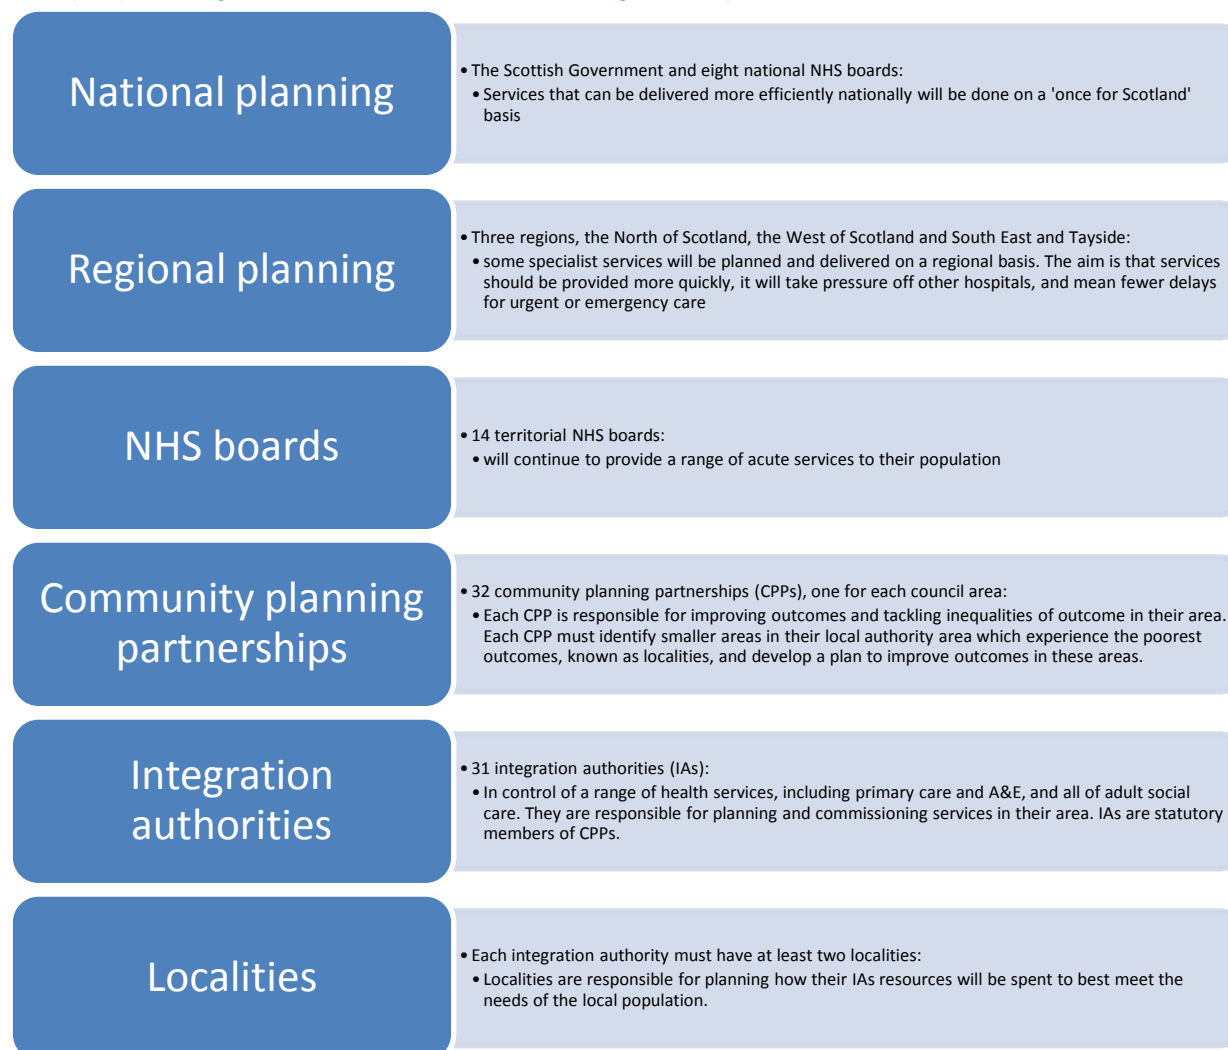 National planning
• The Scottish Government and eight national NHS boards:
• Services that can be delivered more efficiently nationally will be done on a 'once for Scotland'
basis
Regional planning
• Three regions, the North of Scotland, the West of Scotland and South East and Tayside:
• some specialist services will be planned and delivered on a regional basis. The aim is that services
should be provided more quickly, it will take pressure off other hospitals, and mean fewer delays
for urgent or emergency care
NHS boards
• 14 territorial NHS boards:
• will continue to provide a range of acute services to their population
Community planning
partnerships
• 32 community planning partnerships (CPPs), one for each council area:
• Each CPP is responsible for improving outcomes and tackling inequalities of outcome in their area.
Each CPP must identify smaller areas in their local authority area which experience the poorest
outcomes, known as localities, and develop a plan to improve outcomes in these areas.
Integration
authorities
• 31 integration authorities (IAs):
• In control of a range of health services, including primary care and A&E, and all of adult social
care. They are responsible for planning and commissioning services in their area. IAs are statutory
members of CPPs.
Localities
• Each integration authority must have at least two localities:
• Localities are responsible for planning how their IAs resources will be spent to best meet the
needs of the local population.